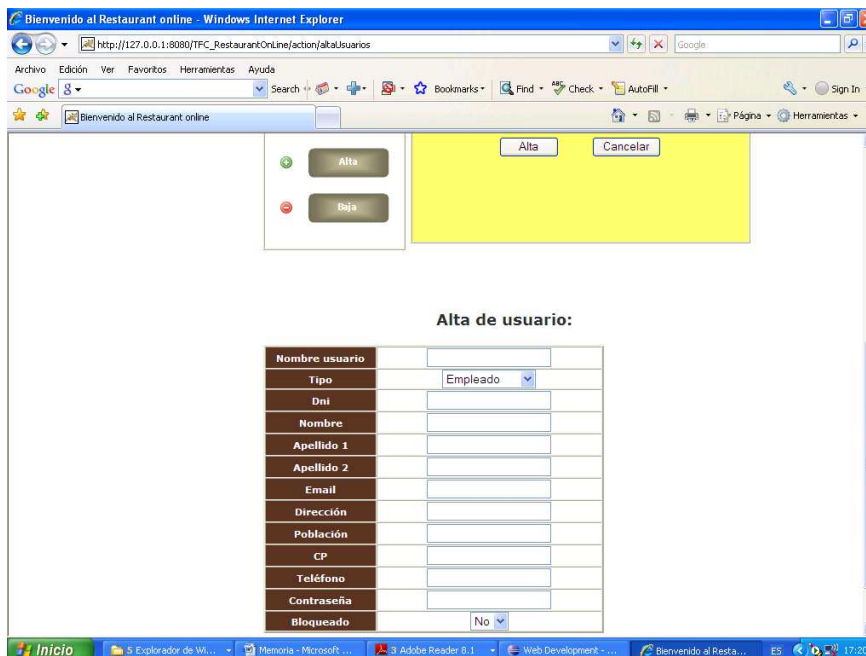 Bienvenido al Restaurant online - Windows Internet Explorer
http://127.0.0.1:8080/TFC_RestaurantOnLine/action/altaUsuarios
Google
Archivo Edición Ver Favoritos Herramientas Ayuda
Google Search Bookmarks Find Check AutoFill Sign In
Bienvenido al Restaurant online Página Herramientas
Alta Alta Cancelar
Baja
Alta de usuario:
Nombre usuario
Tipo Empleado
Dni
Nombre
Apellido 1
Apellido 2
Email
Dirección
Población
CP
Teléfono
Contraseña
Bloqueado No
Inicio 5 Explorador de Wi... Memoria - Microsoft ... 3 Adobe Reader 8.1 Web Development - ... Bienvenido al Resta... ES